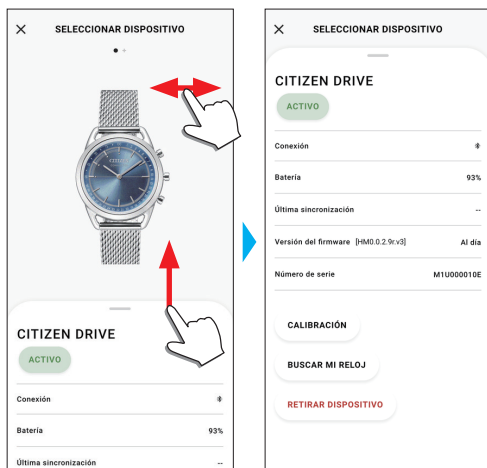 SELECCIONAR DISPOSITIVO
CITIZEN
CITIZEN DRIVE
ACTIVO
Conexión
Batería 93%
Última sincronización --
SELECCIONAR DISPOSITIVO
CITIZEN DRIVE
ACTIVO
Conexión
Batería 93%
Última sincronización --
Versión del firmware [HM0.0.2.9r.v3] Al día
Número de serie M1U000010E
CALIBRACIÓN
BUSCAR MI RELOJ
RETIRAR DISPOSITIVO